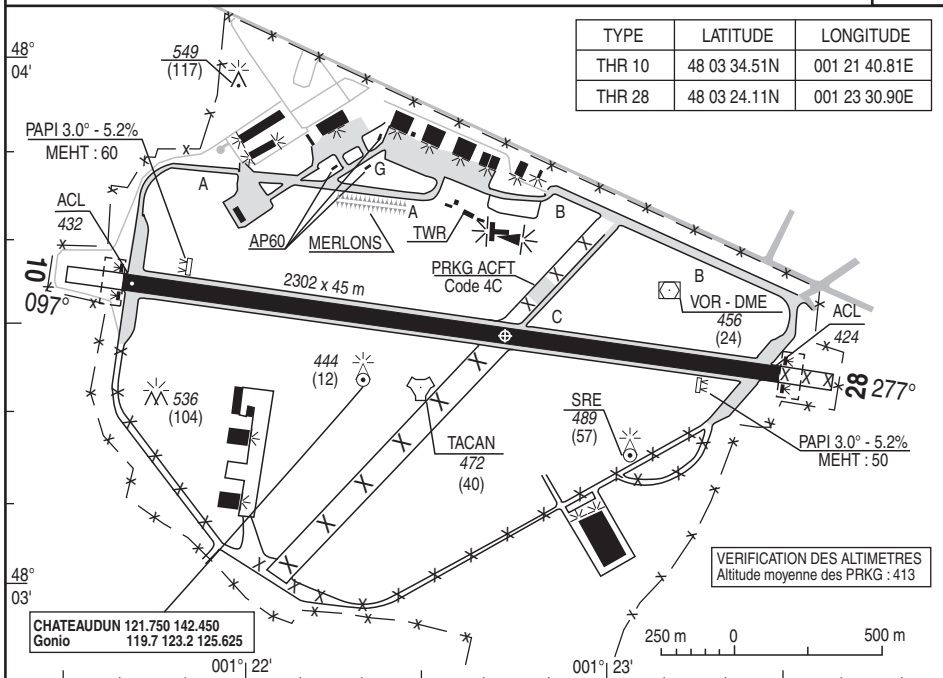 TYPE LATITUDE LONGITUDE
THR 10 48 03 34.51N 001 21 40.81E
THR 28 48 03 24.11N 001 23 30.90E
48°
04'
549
(117)
PAPI 3.0° - 5.2%
MEHT : 60
A
G
ACL
432
AP60
MERLONS
A
TWR
B
PRKG ACFT
Code 4C
B
VOR - DME
456
(24)
ACL
424
10
097°
2302 x 45 m
C
28
277°
444
(12)
536
(104)
TACAN
472
(40)
SRE
489
(57)
PAPI 3.0° - 5.2%
MEHT : 50
VERIFICATION DES ALTIMETRES
Altitude moyenne des PRKG : 413
48°
03'
CHATEAUDUN 121.750 142.450
Gonio 119.7 123.2 125.625
250 m 0 500 m
001° 22'
001° 23'